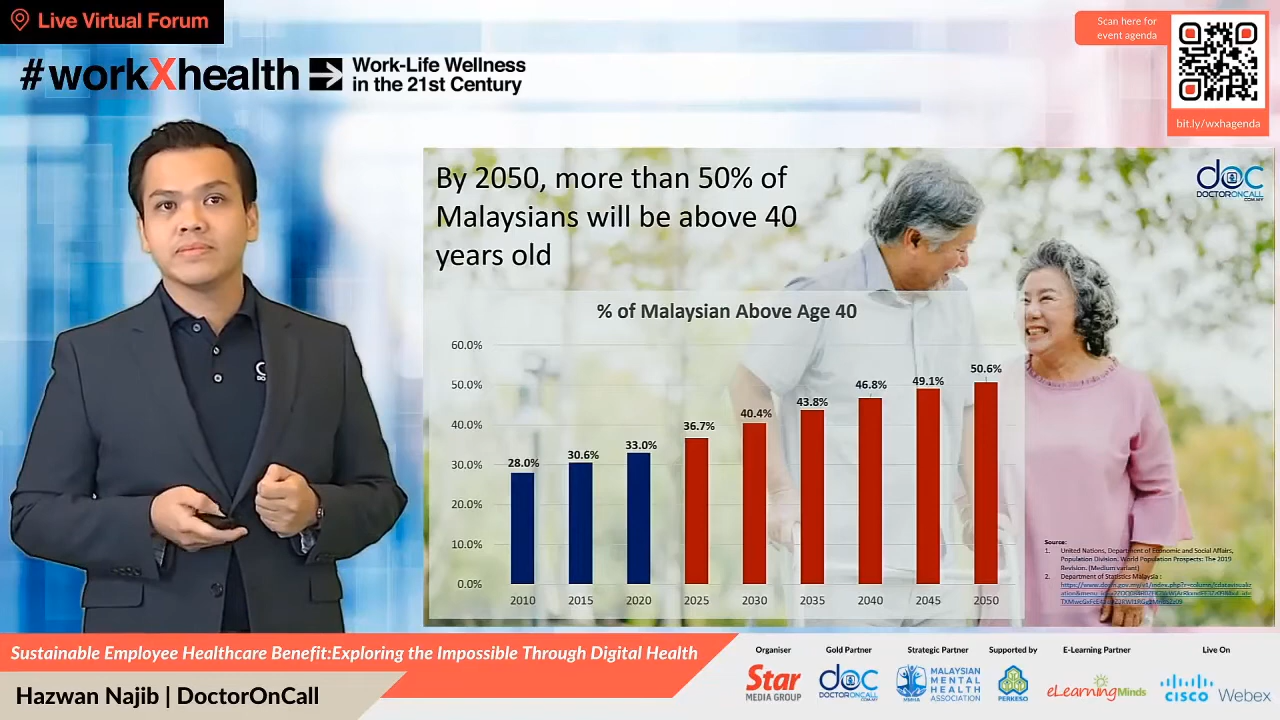 Live Virtual Forum
Scan here for
event agenda
#workXhealth
Work-Life Wellness
in the 21st Century
bit.ly/wxhagenda
By 2050, more than 50% of
Malaysians will be above 40
years old
doc
DOCTORONCALL
.COM.MY
% of Malaysian Above Age 40
60.0%
50.0%
40.0%
30.0%
20.0%
10.0%
0.0%
28.0%
30.6%
33.0%
36.7%
40.4%
43.8%
46.8%
49.1%
50.6%
2010 2015 2020 2025 2030 2035 2040 2045 2050
Source:
1. United Nations, Department of Economic and Social Affairs,
Population Division. World Population Prospects: The 2019
Revision. (Medium variant)
2. Department of Statistics Malaysia :
Sustainable Employee Healthcare Benefit:Exploring the Impossible Through Digital Health
Hazwan Najib | DoctorOnCall
Organiser
Star
MEDIA GROUP
Gold Partner
doc
DOCTORONCALL
Strategic Partner
MALAYSIAN
MENTAL
HEALTH
ASSOCIATION
Supported by
PERKESO
E-Learning Partner
eLearningMinds
Live On
CISCO Webex